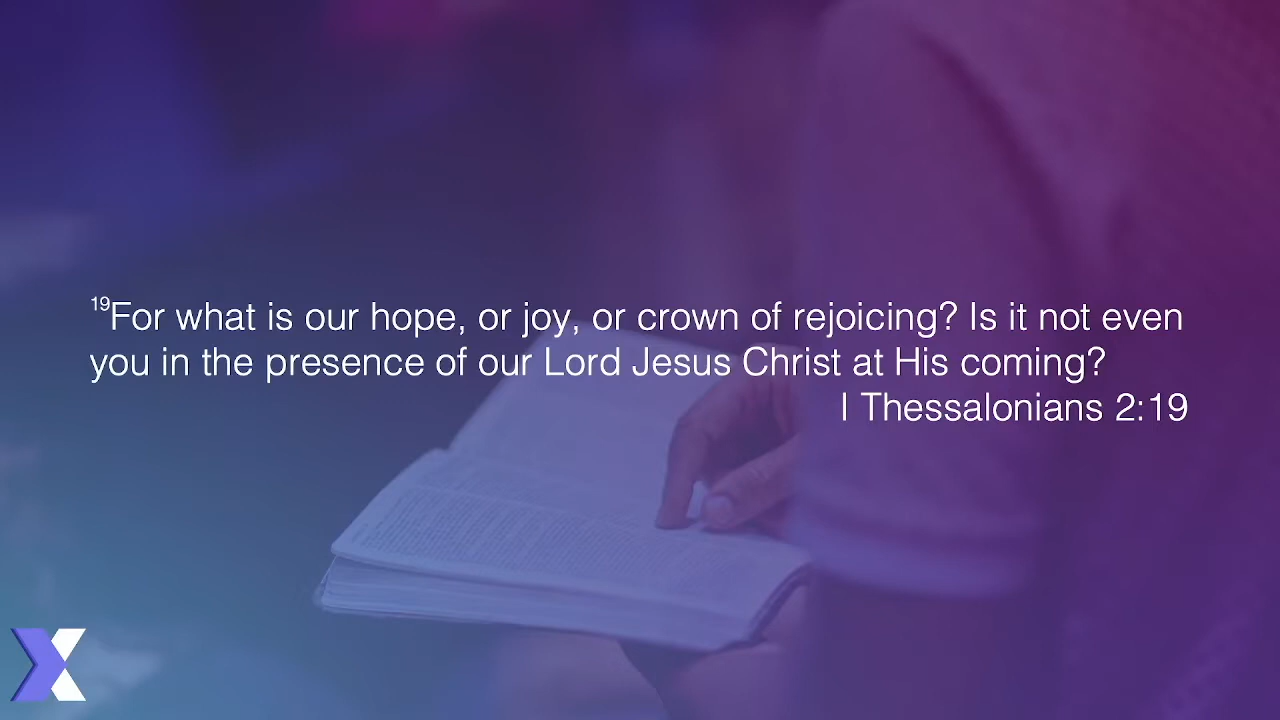 ¹⁹For what is our hope, or joy, or crown of rejoicing? Is it not even
you in the presence of our Lord Jesus Christ at His coming?
I Thessalonians 2:19